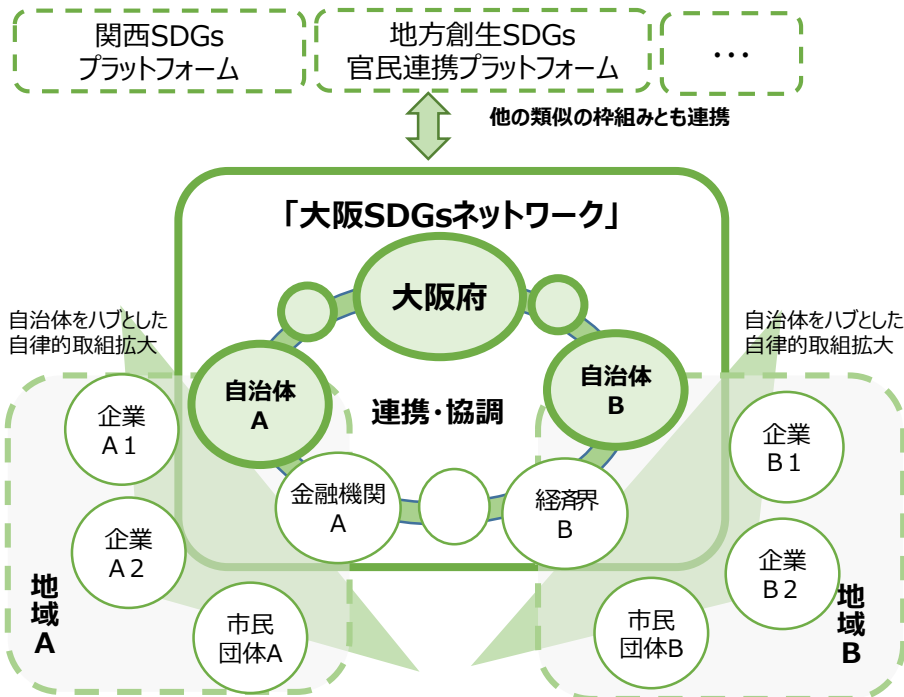 関西SDGs
プラットフォーム
地方創生SDGs
官民連携プラットフォーム
…
他の類似の枠組みとも連携
「大阪SDGsネットワーク」
大阪府
自治体をハブとした
自律的取組拡大
自治体をハブとした
自律的取組拡大
自治体
A
自治体
B
連携・協調
企業
A1
企業
B1
金融機関
A
経済界
B
企業
A2
企業
B2
地域A
地域B
市民
団体A
市民
団体B